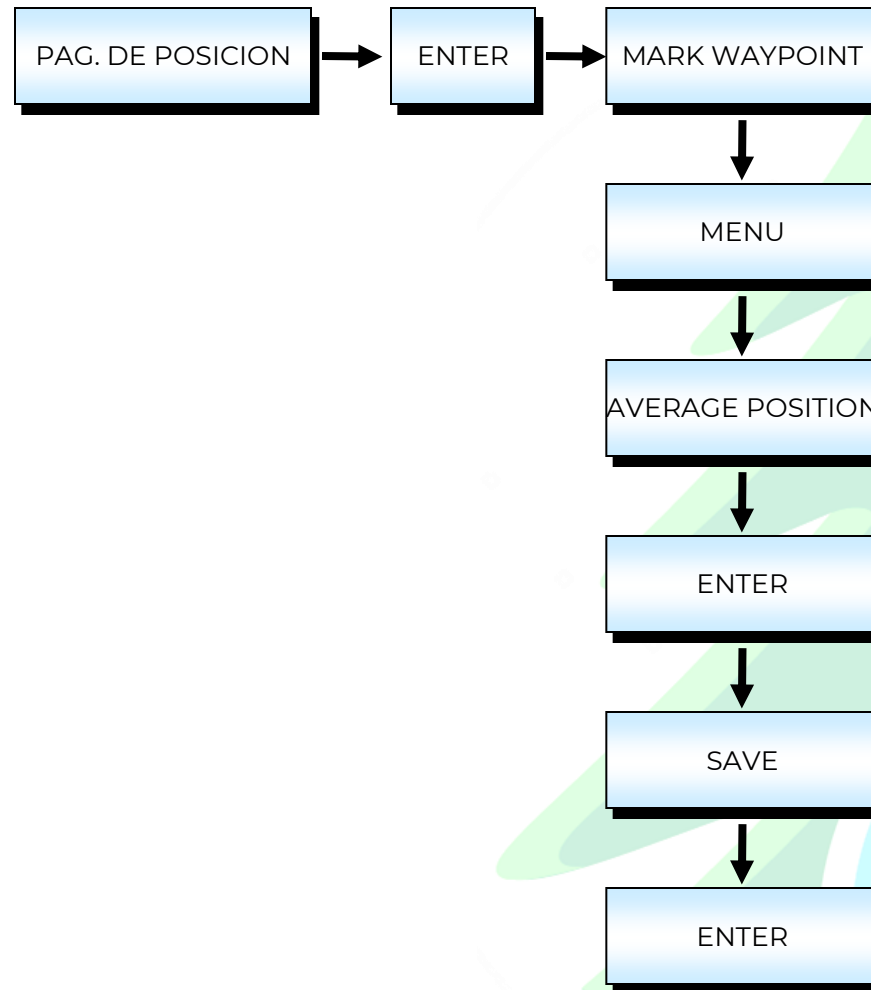 PAG. DE POSICION
ENTER
MARK WAYPOINT
MENU
AVERAGE POSITION
ENTER
SAVE
ENTER